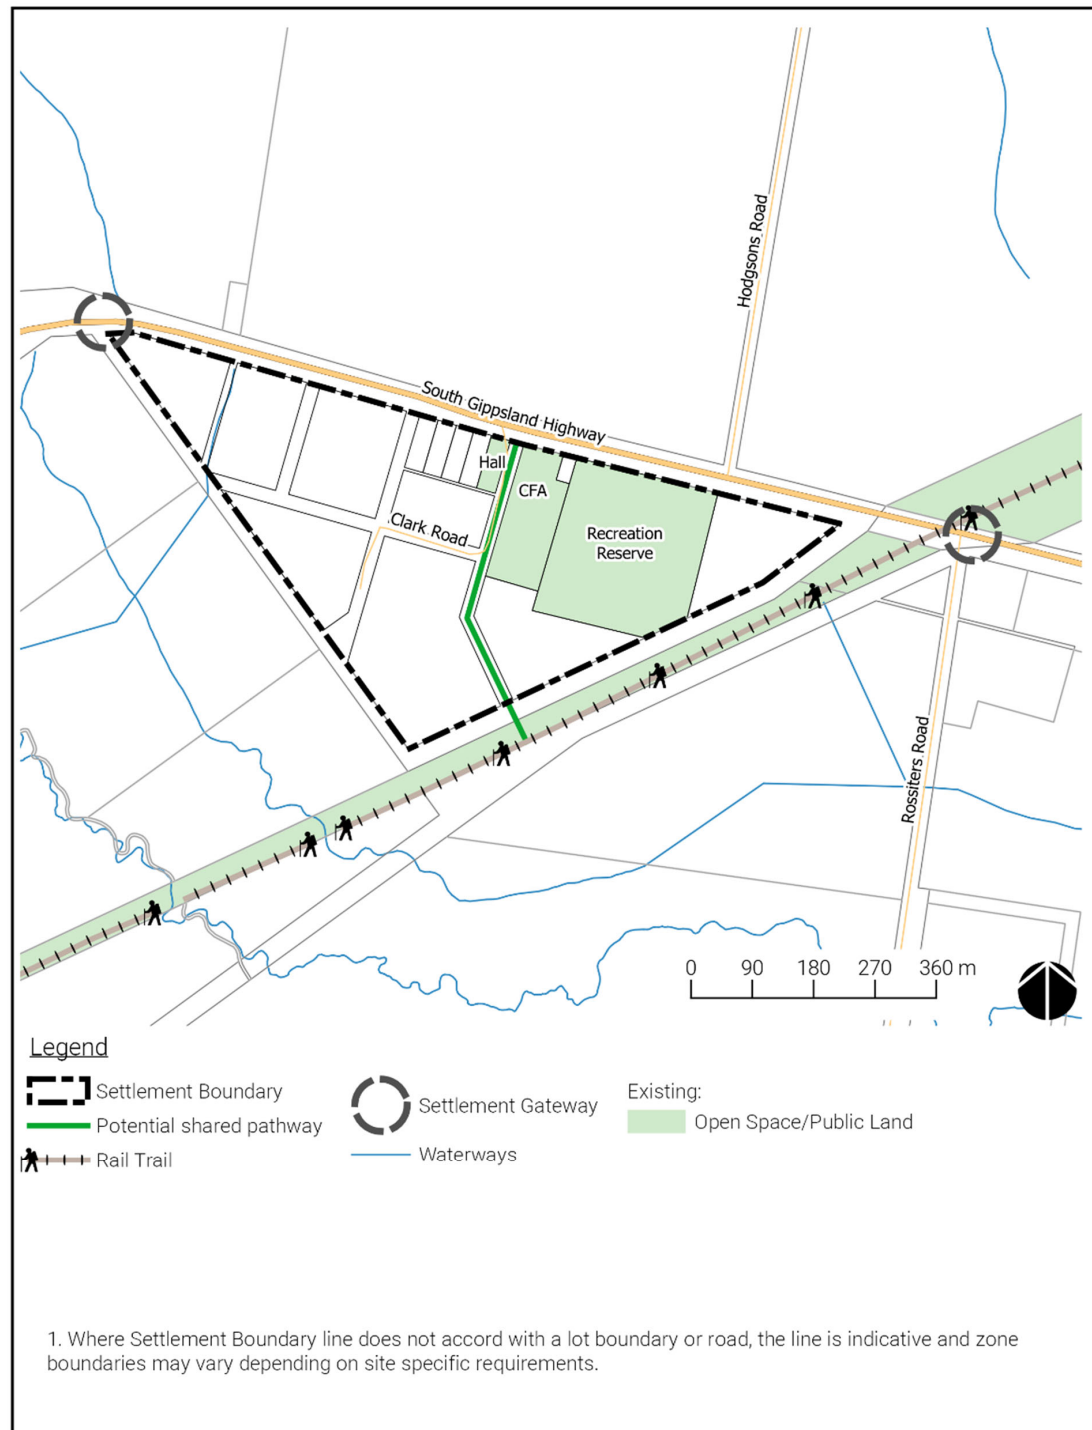 Hodgsons Road
South Gippsland Highway
Hall
CFA
Clark Road
Recreation
Reserve
Rossiters Road
0 90 180 270 360 m
Legend
Settlement Boundary
Potential shared pathway
Rail Trail
Settlement Gateway
Waterways
Existing:
Open Space/Public Land
1. Where Settlement Boundary line does not accord with a lot boundary or road, the line is indicative and zone
boundaries may vary depending on site specific requirements.